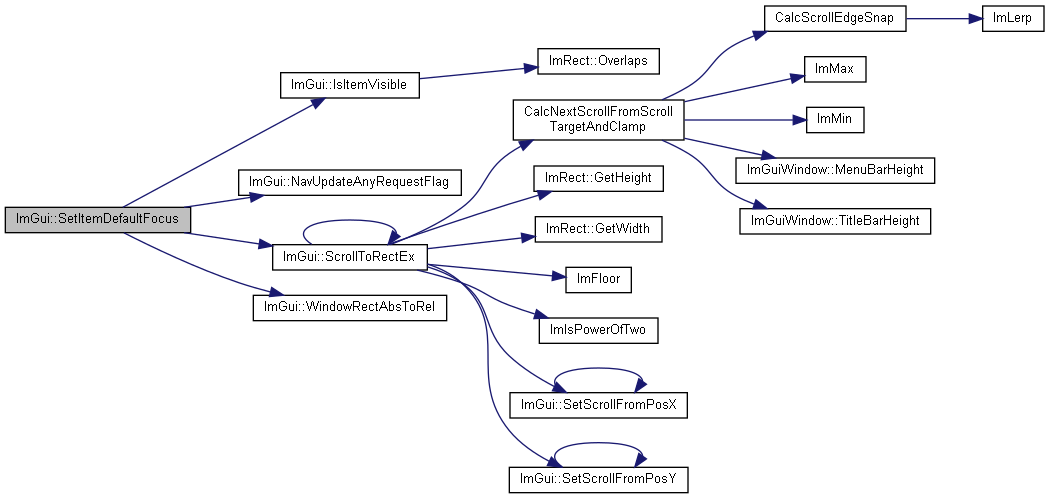 ImGui::SetItemDefaultFocus
ImGui::IsItemVisible
ImRect::Overlaps
ImGui::NavUpdateAnyRequestFlag
ImGui::ScrollToRectEx
CalcNextScrollFromScroll
TargetAndClamp
CalcScrollEdgeSnap
ImLerp
ImMax
ImMin
ImGuiWindow::MenuBarHeight
ImGuiWindow::TitleBarHeight
ImRect::GetHeight
ImRect::GetWidth
ImFloor
ImIsPowerOfTwo
ImGui::SetScrollFromPosX
ImGui::SetScrollFromPosY
ImGui::WindowRectAbsToRel